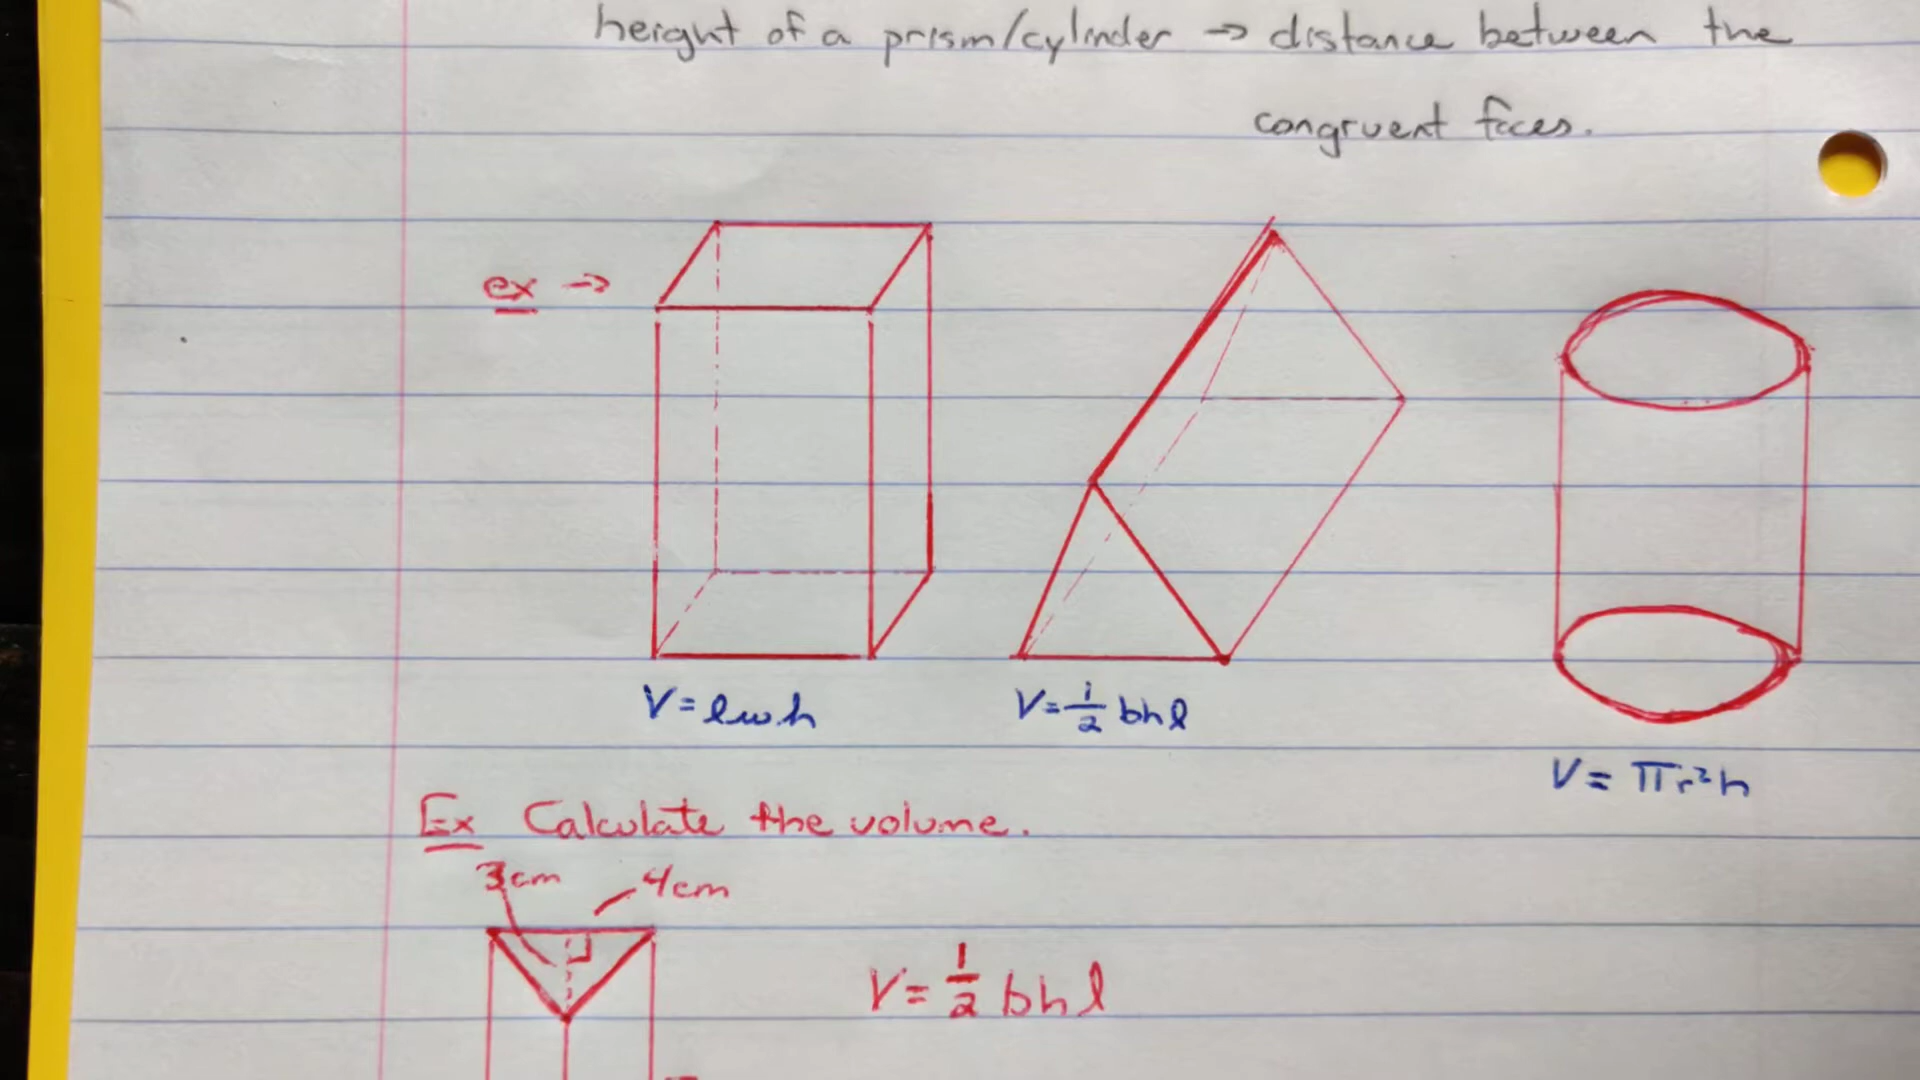 height of a prism/cylinder → distance between the
congruent faces.
ex →
V = lwh
V = 1/2 bhl
V = πr²h
Ex Calculate the volume.
3cm 4cm
V = 1/2 bhl